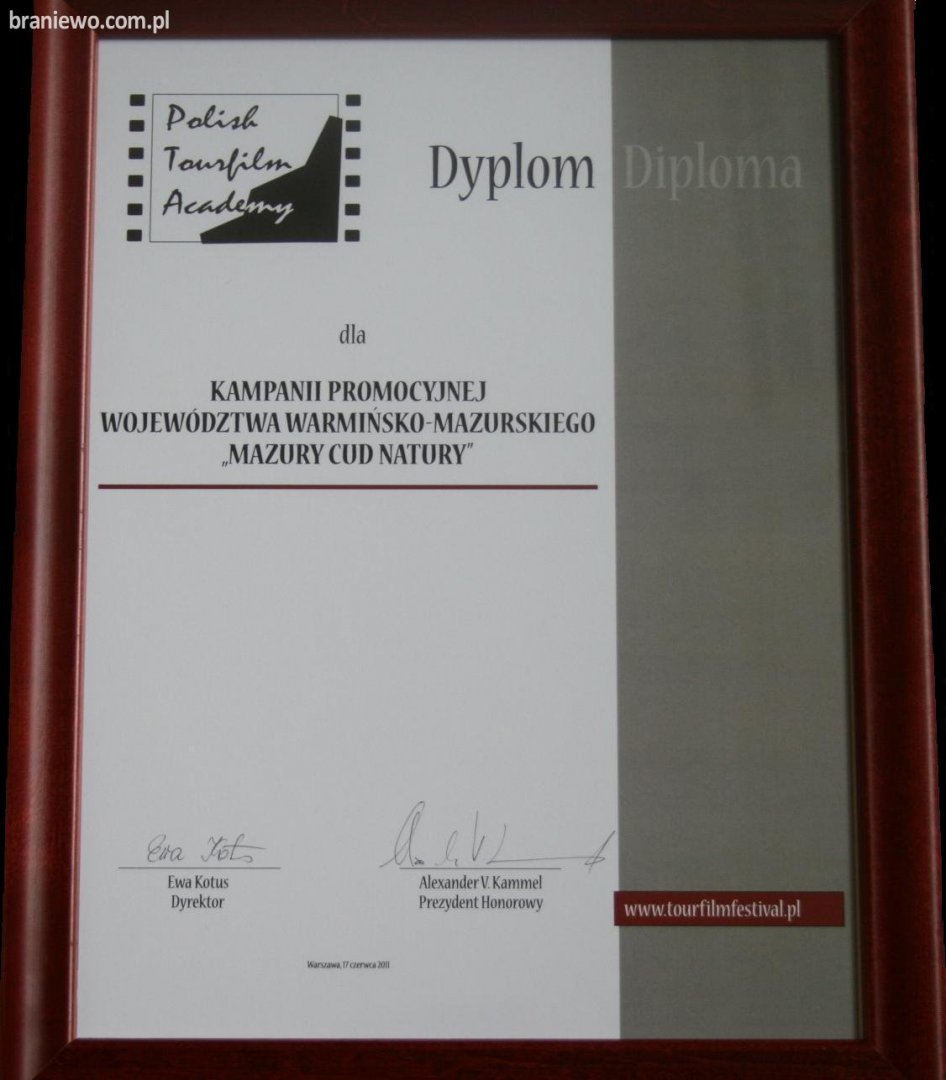 braniewo.com.pl
Polish
Tourfilm
Academy
Dyplom Diploma
dla
KAMPANII PROMOCYJNEJ
WOJEWÓDZTWA WARMIŃSKO-MAZURSKIEGO
„MAZURY CUD NATURY”
Ewa Kotus
Ewa Kotus
Dyrektor
Alexander V. Kammel
Prezydent Honorowy
www.tourfilmfestival.pl
Warszawa, 17 czerwca 2011